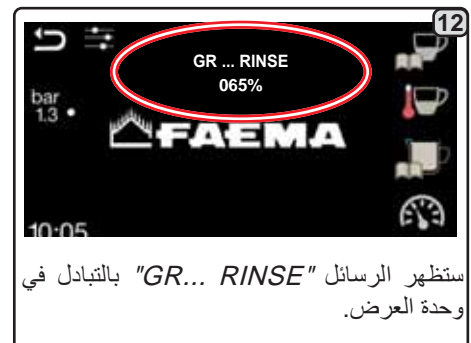 12
GR ... RINSE
065%
bar
1.3
FAEMA
10:05
ستظهر الرسائل "GR... RINSE" بالتبادل في
وحدة العرض.